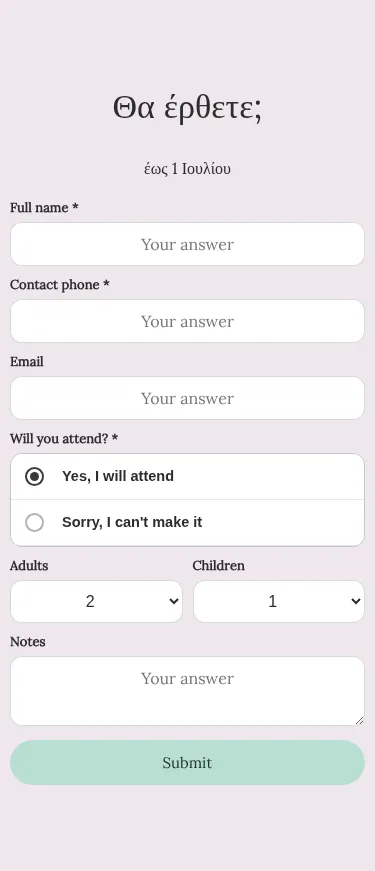 Θα έρθετε;
έως 1 Ιουλίου
Full name *
Your answer
Contact phone *
Your answer
Email
Your answer
Will you attend? *
Yes, I will attend
Sorry, I can't make it
Adults Children
2 1
Notes
Your answer
Submit